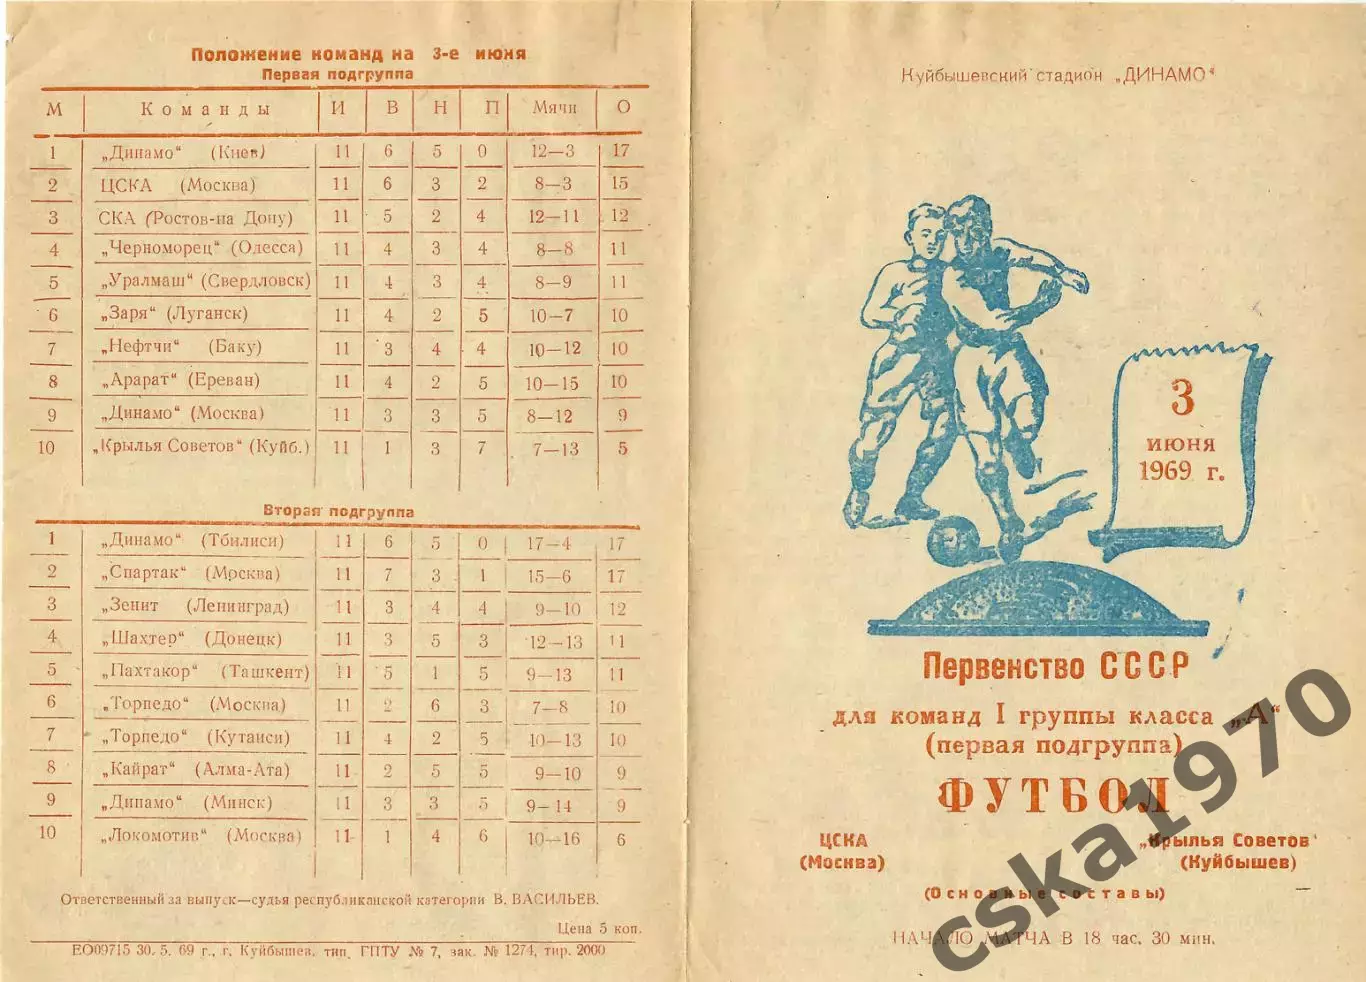 Положение команд на 3-е июня
Первая подгруппа
М Команды И В Н П Мячи О
1 „Динамо“ (Киев) 11 6 5 0 12—3 17
2 ЦСКА (Москва) 11 6 3 2 8—3 15
3 СКА (Ростов-на Дону) 11 5 2 4 12—11 12
4 „Черноморец“ (Одесса) 11 4 3 4 8—8 11
5 „Уралмаш“ (Свердловск) 11 4 3 4 8—9 11
6 „Заря“ (Луганск) 11 4 2 5 10—7 10
7 „Нефтчи“ (Баку) 11 3 4 4 10—12 10
8 „Арарат“ (Ереван) 11 4 2 5 10—15 10
9 „Динамо“ (Москва) 11 3 3 5 8—12 9
10 „Крылья Советов“ (Куйб.) 11 1 3 7 7—13 5
Вторая подгруппа
1 „Динамо“ (Тбилиси) 11 6 5 0 17—4 17
2 „Спартак“ (Москва) 11 7 3 1 15—6 17
3 „Зенит (Ленинград) 11 3 4 4 9—10 12
4 „Шахтер“ (Донецк) 11 3 5 3 12—13 11
5 „Пахтакор“ (Ташкент) 11 5 1 5 9—13 11
6 „Торпедо“ (Москва) 11 2 6 3 7—8 10
7 „Торпедо“ (Кутаиси) 11 4 2 5 10—13 10
8 „Кайрат“ (Алма-Ата) 11 2 5 5 9—10 9
9 „Динамо“ (Минск) 11 3 3 5 9—14 9
10 „Локомотив“ (Москва) 11 1 4 6 10—16 6
Ответственный за выпуск—судья республиканской категории В. ВАСИЛЬЕВ.
Цена 5 коп.
ЕО09715 30. 5. 69 г., г. Куйбышев, тип. ГПТУ № 7, зак. № 1274, тир. 2000
Куйбышевский стадион „ДИНАМО“
3
июня
1969 г.
Первенство СССР
для команд I группы класса „А“
(первая подгруппа)
ФУТБОЛ
ЦСКА „Крылья Советов“
(Москва) (Куйбышев)
(Основные составы)
НАЧАЛО МАТЧА В 18 час. 30 мин.
cska1970